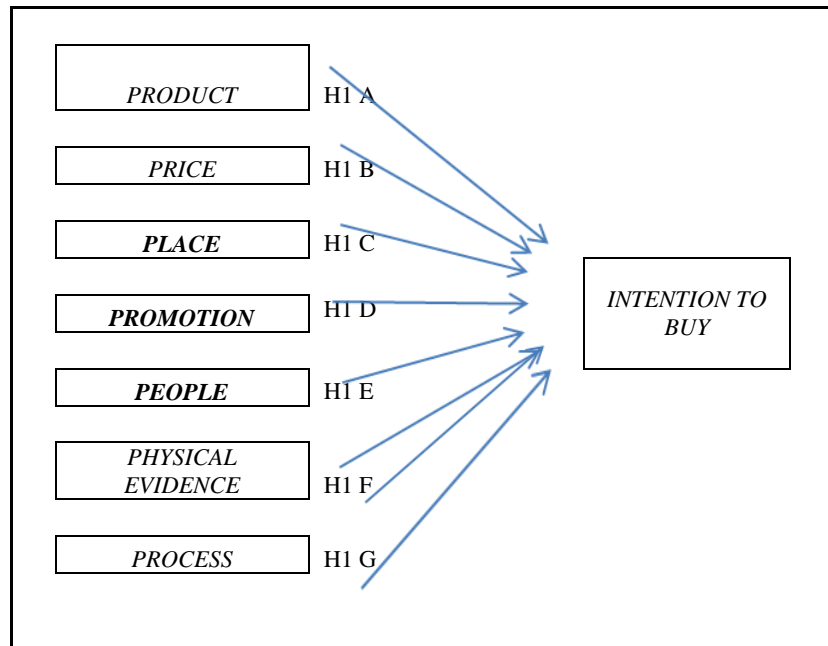 PRODUCT H1 A
PRICE H1 B
PLACE H1 C
PROMOTION H1 D
PEOPLE H1 E
PHYSICAL
EVIDENCE H1 F
PROCESS H1 G
INTENTION TO
BUY